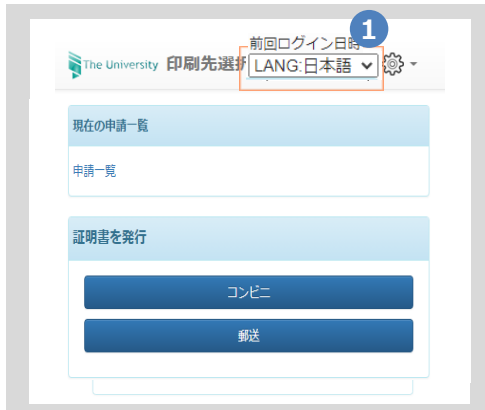 1
前回ログイン日時
The University 印刷先選択
LANG:日本語
現在の申請一覧
申請一覧
証明書を発行
コンビニ
郵送